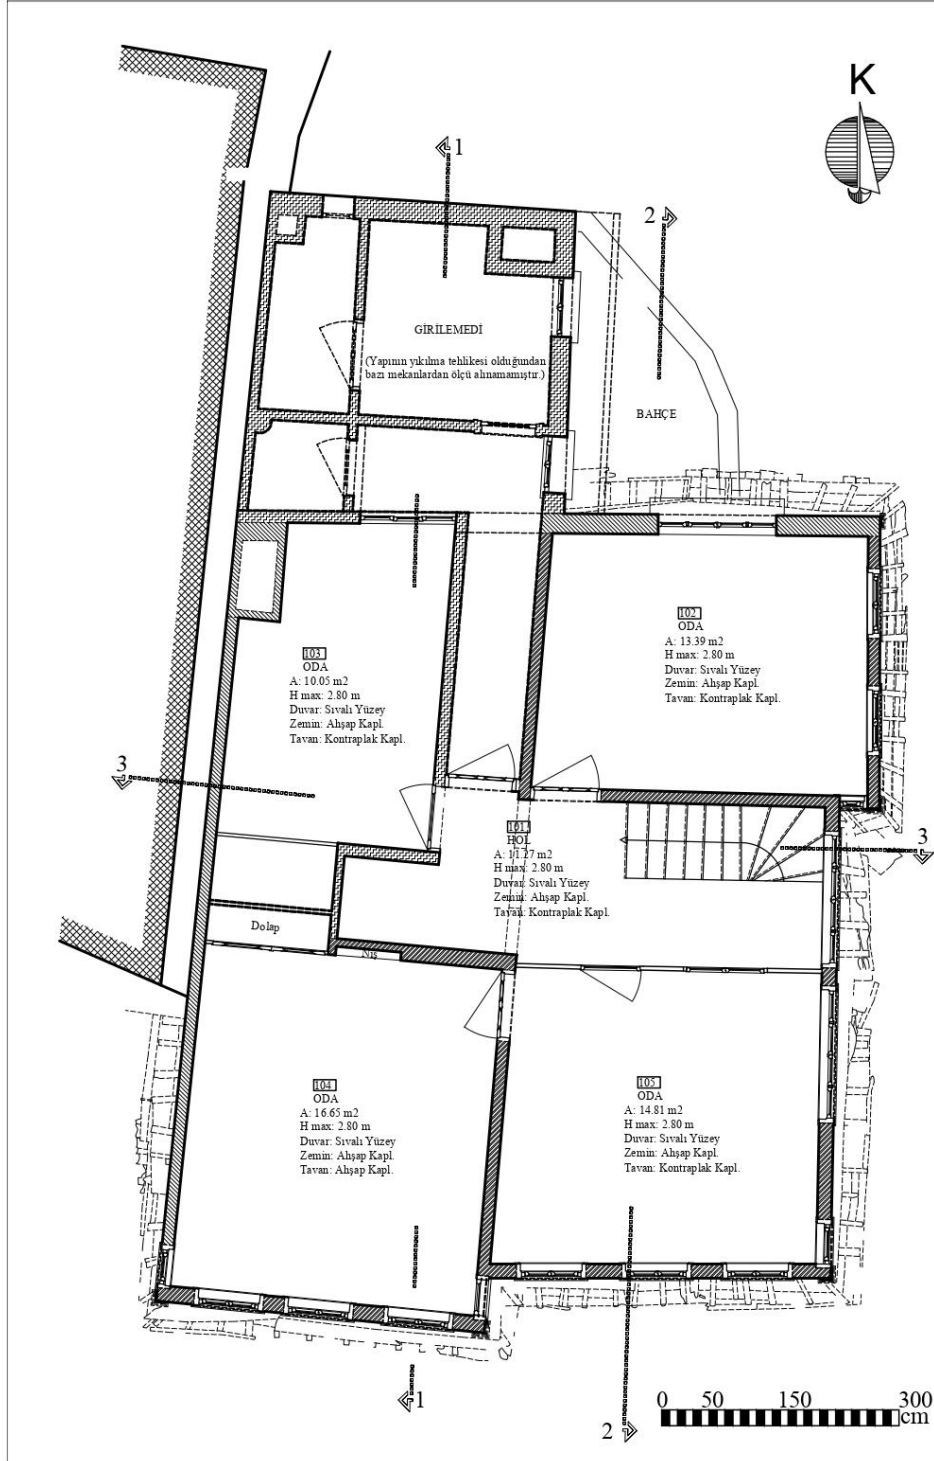 K
1
2
GİRİLEMEDİ
(Yapının yıkılma tehlikesi olduğundan
bazı mekanlardan ölçü alınamamıştır.)
BAHÇE
102
ODA
A: 13.39 m2
H max: 2.80 m
Duvar: Sıvalı Yüzey
Zemin: Ahşap Kapl.
Tavan: Kontraplak Kapl.
103
ODA
A: 10.05 m2
H max: 2.80 m
Duvar: Sıvalı Yüzey
Zemin: Ahşap Kapl.
Tavan: Kontraplak Kapl.
3
101
HOL
A: 11.27 m2
H max: 2.80 m
Duvar: Sıvalı Yüzey
Zemin: Ahşap Kapl.
Tavan: Kontraplak Kapl.
3
Dolap
Niş
104
ODA
A: 16.65 m2
H max: 2.80 m
Duvar: Sıvalı Yüzey
Zemin: Ahşap Kapl.
Tavan: Ahşap Kapl.
105
ODA
A: 14.81 m2
H max: 2.80 m
Duvar: Sıvalı Yüzey
Zemin: Ahşap Kapl.
Tavan: Kontraplak Kapl.
1
2
0 50 150 300
cm